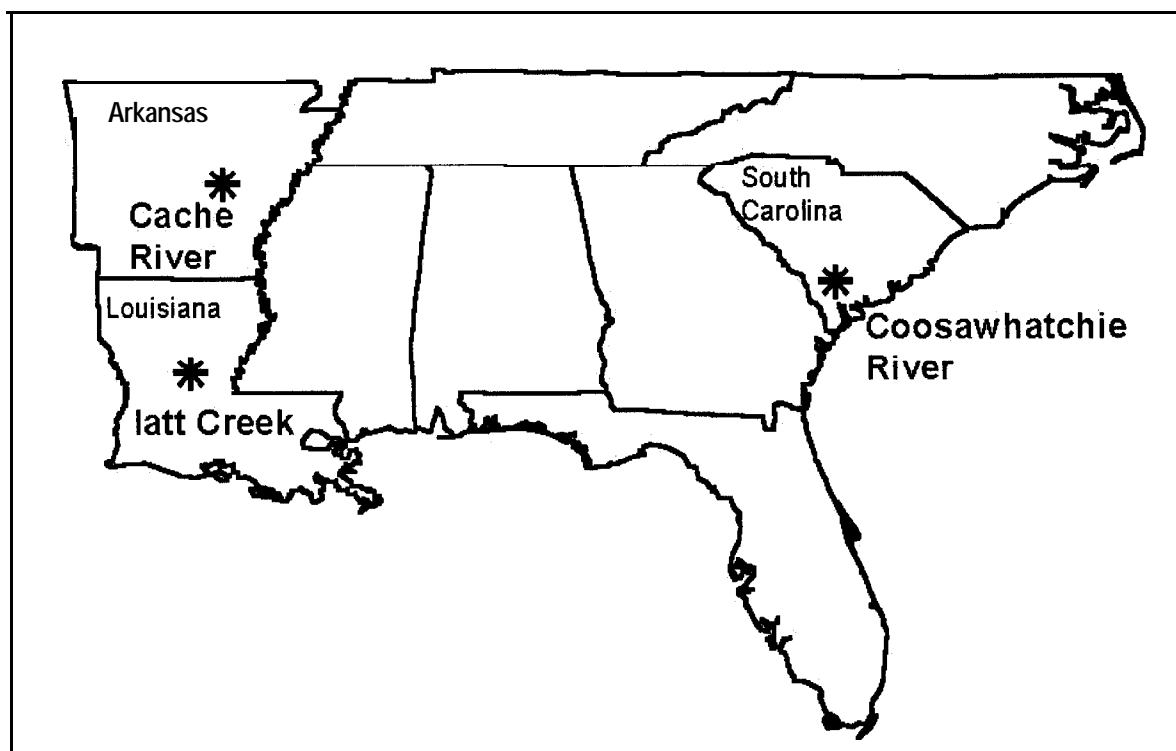 Arkansas
Cache
River
Louisiana
Iatt Creek
South
Carolina
Coosawhatchie
River